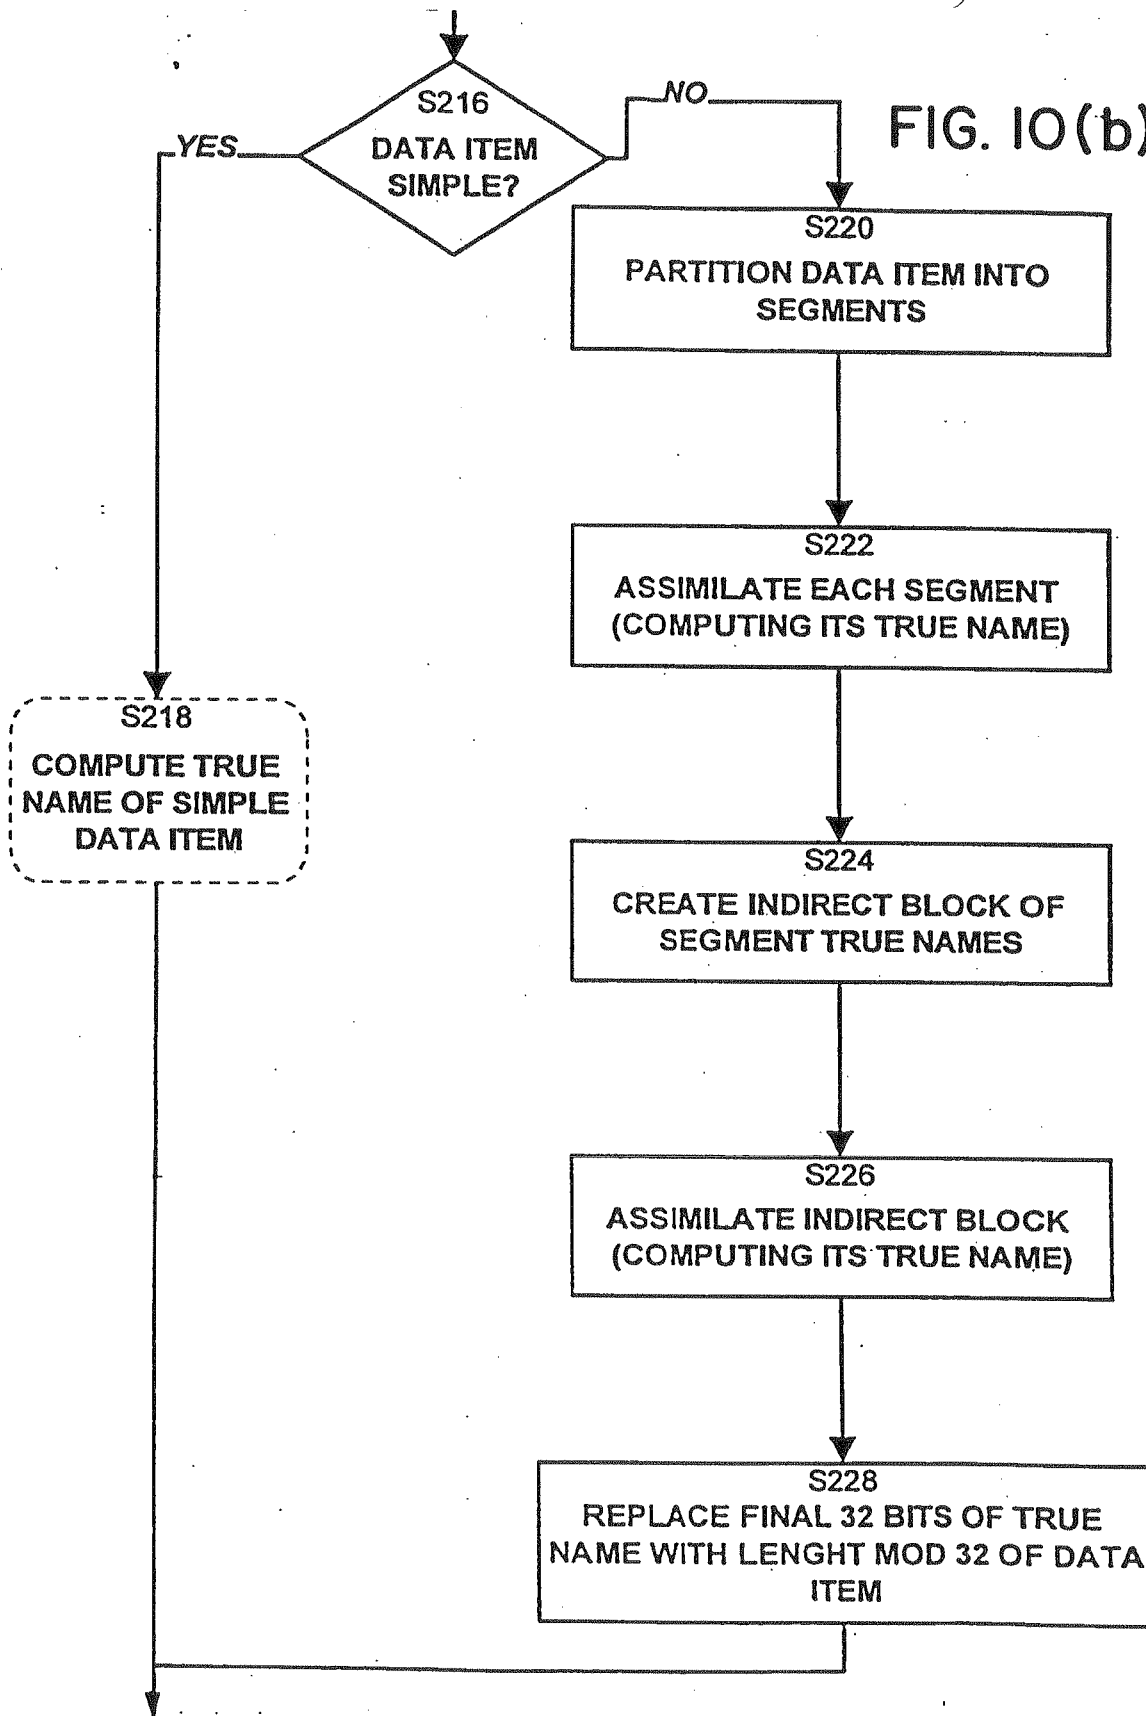 FIG. 10(b)
S216
DATA ITEM
SIMPLE?
YES
NO
S220
PARTITION DATA ITEM INTO
SEGMENTS
S222
ASSIMILATE EACH SEGMENT
(COMPUTING ITS TRUE NAME)
S218
COMPUTE TRUE
NAME OF SIMPLE
DATA ITEM
S224
CREATE INDIRECT BLOCK OF
SEGMENT TRUE NAMES
S226
ASSIMILATE INDIRECT BLOCK
(COMPUTING ITS TRUE NAME)
S228
REPLACE FINAL 32 BITS OF TRUE
NAME WITH LENGHT MOD 32 OF DATA
ITEM